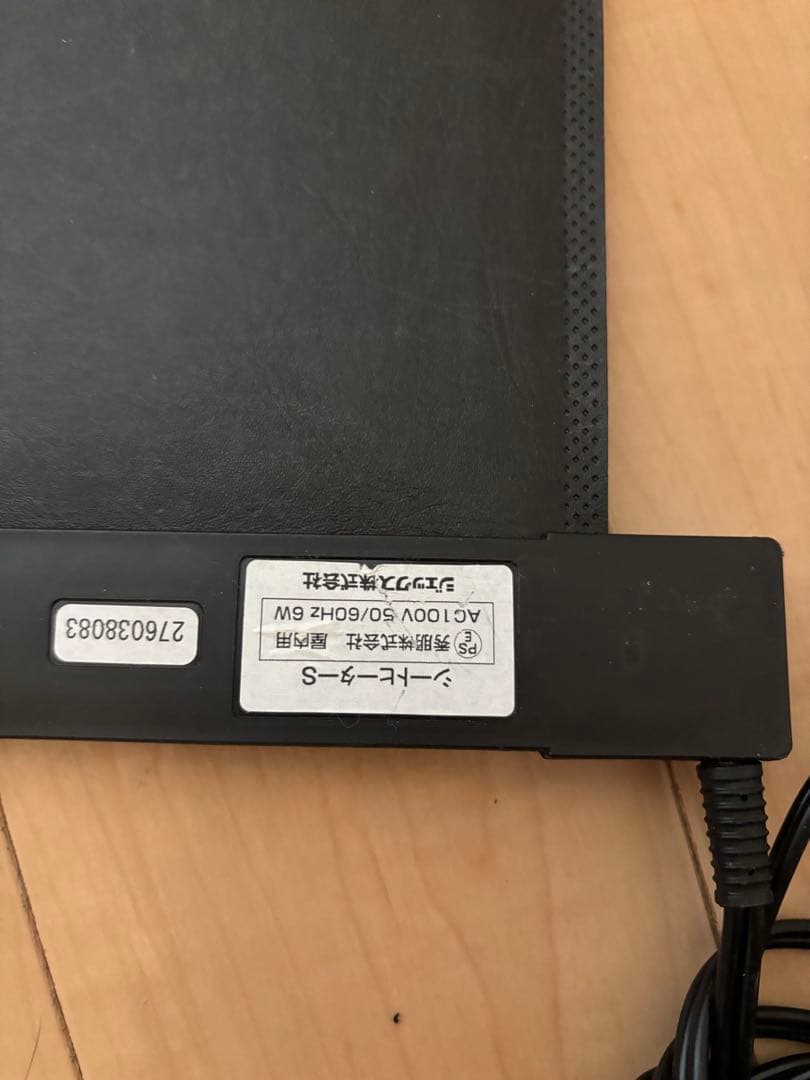 シートヒーターS
PS
E
秀朋株式会社 屋内用
AC100V 50/60Hz 6W
ジェックス株式会社
276038083